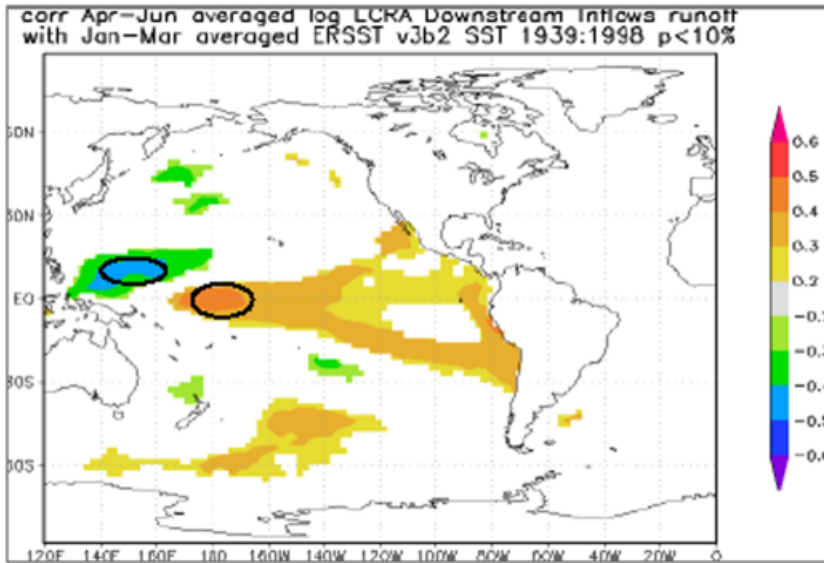 corr Apr-Jun averaged log LCRA Downstream Inflows runoff
with Jan-Mar averaged ERSST v3b2 SST 1939:1998 p<10%
0.6
0.5
0.4
0.3
0.2
-0.3
30N
EQ
30S
120E 140E 160E 180 160W 140W 120W 100W 80W 60W 40W 20W 0